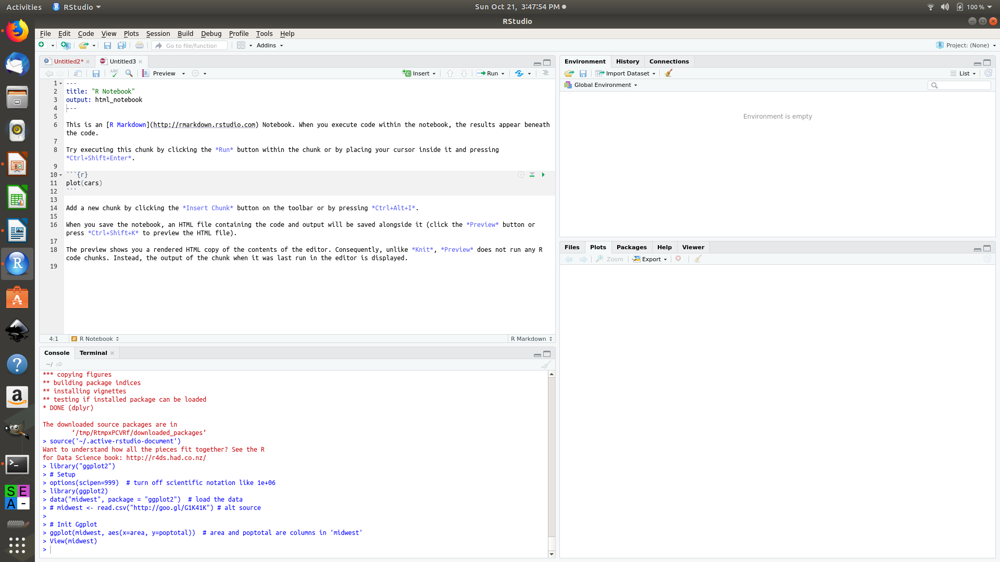 Activities RStudio Sun Oct 21, 3:47:54 PM 100 %
RStudio
File Edit Code View Plots Session Build Debug Profile Tools Help
Go to file/function Addins Project: (None)
Untitled2* Untitled3
ABC Preview Insert Run
1 ---
2 title: "R Notebook"
3 output: html_notebook
4 ---
5
6 This is an [R Markdown](http://rmarkdown.rstudio.com) Notebook. When you execute code within the notebook, the results appear beneath
the code.
7
8 Try executing this chunk by clicking the *Run* button within the chunk or by placing your cursor inside it and pressing
*Ctrl+Shift+Enter*.
9
10 ```{r}
11 plot(cars)
12 ```
13
14 Add a new chunk by clicking the *Insert Chunk* button on the toolbar or by pressing *Ctrl+Alt+I*.
15
16 When you save the notebook, an HTML file containing the code and output will be saved alongside it (click the *Preview* button or
press *Ctrl+Shift+K* to preview the HTML file).
17
18 The preview shows you a rendered HTML copy of the contents of the editor. Consequently, unlike *Knit*, *Preview* does not run any R
code chunks. Instead, the output of the chunk when it was last run in the editor is displayed.
19
4:1 # R Notebook R Markdown
Console Terminal
~/
*** copying figures
** building package indices
** installing vignettes
** testing if installed package can be loaded
* DONE (dplyr)
The downloaded source packages are in
‘/tmp/RtmpxPCVRf/downloaded_packages’
> source('~/.active-rstudio-document')
Want to understand how all the pieces fit together? See the R
for Data Science book: http://r4ds.had.co.nz/
> library("ggplot2")
> # Setup
> options(scipen=999)  # turn off scientific notation like 1e+06
> library(ggplot2)
> data("midwest", package = "ggplot2")  # load the data
> # midwest <- read.csv("http://goo.gl/G1K41K") # alt source
>
> # Init Ggplot
> ggplot(midwest, aes(x=area, y=poptotal))  # area and poptotal are columns in 'midwest'
> View(midwest)
>
Environment History Connections
Import Dataset List
Global Environment
Environment is empty
Files Plots Packages Help Viewer
Zoom Export
R
A
?
a
>_
S E
A -